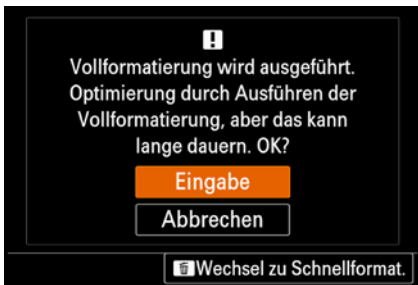 Vollformatierung wird ausgeführt.
Optimierung durch Ausführen der
Vollformatierung, aber das kann
lange dauern. OK?
Eingabe
Abbrechen
Wechsel zu Schnellformat.